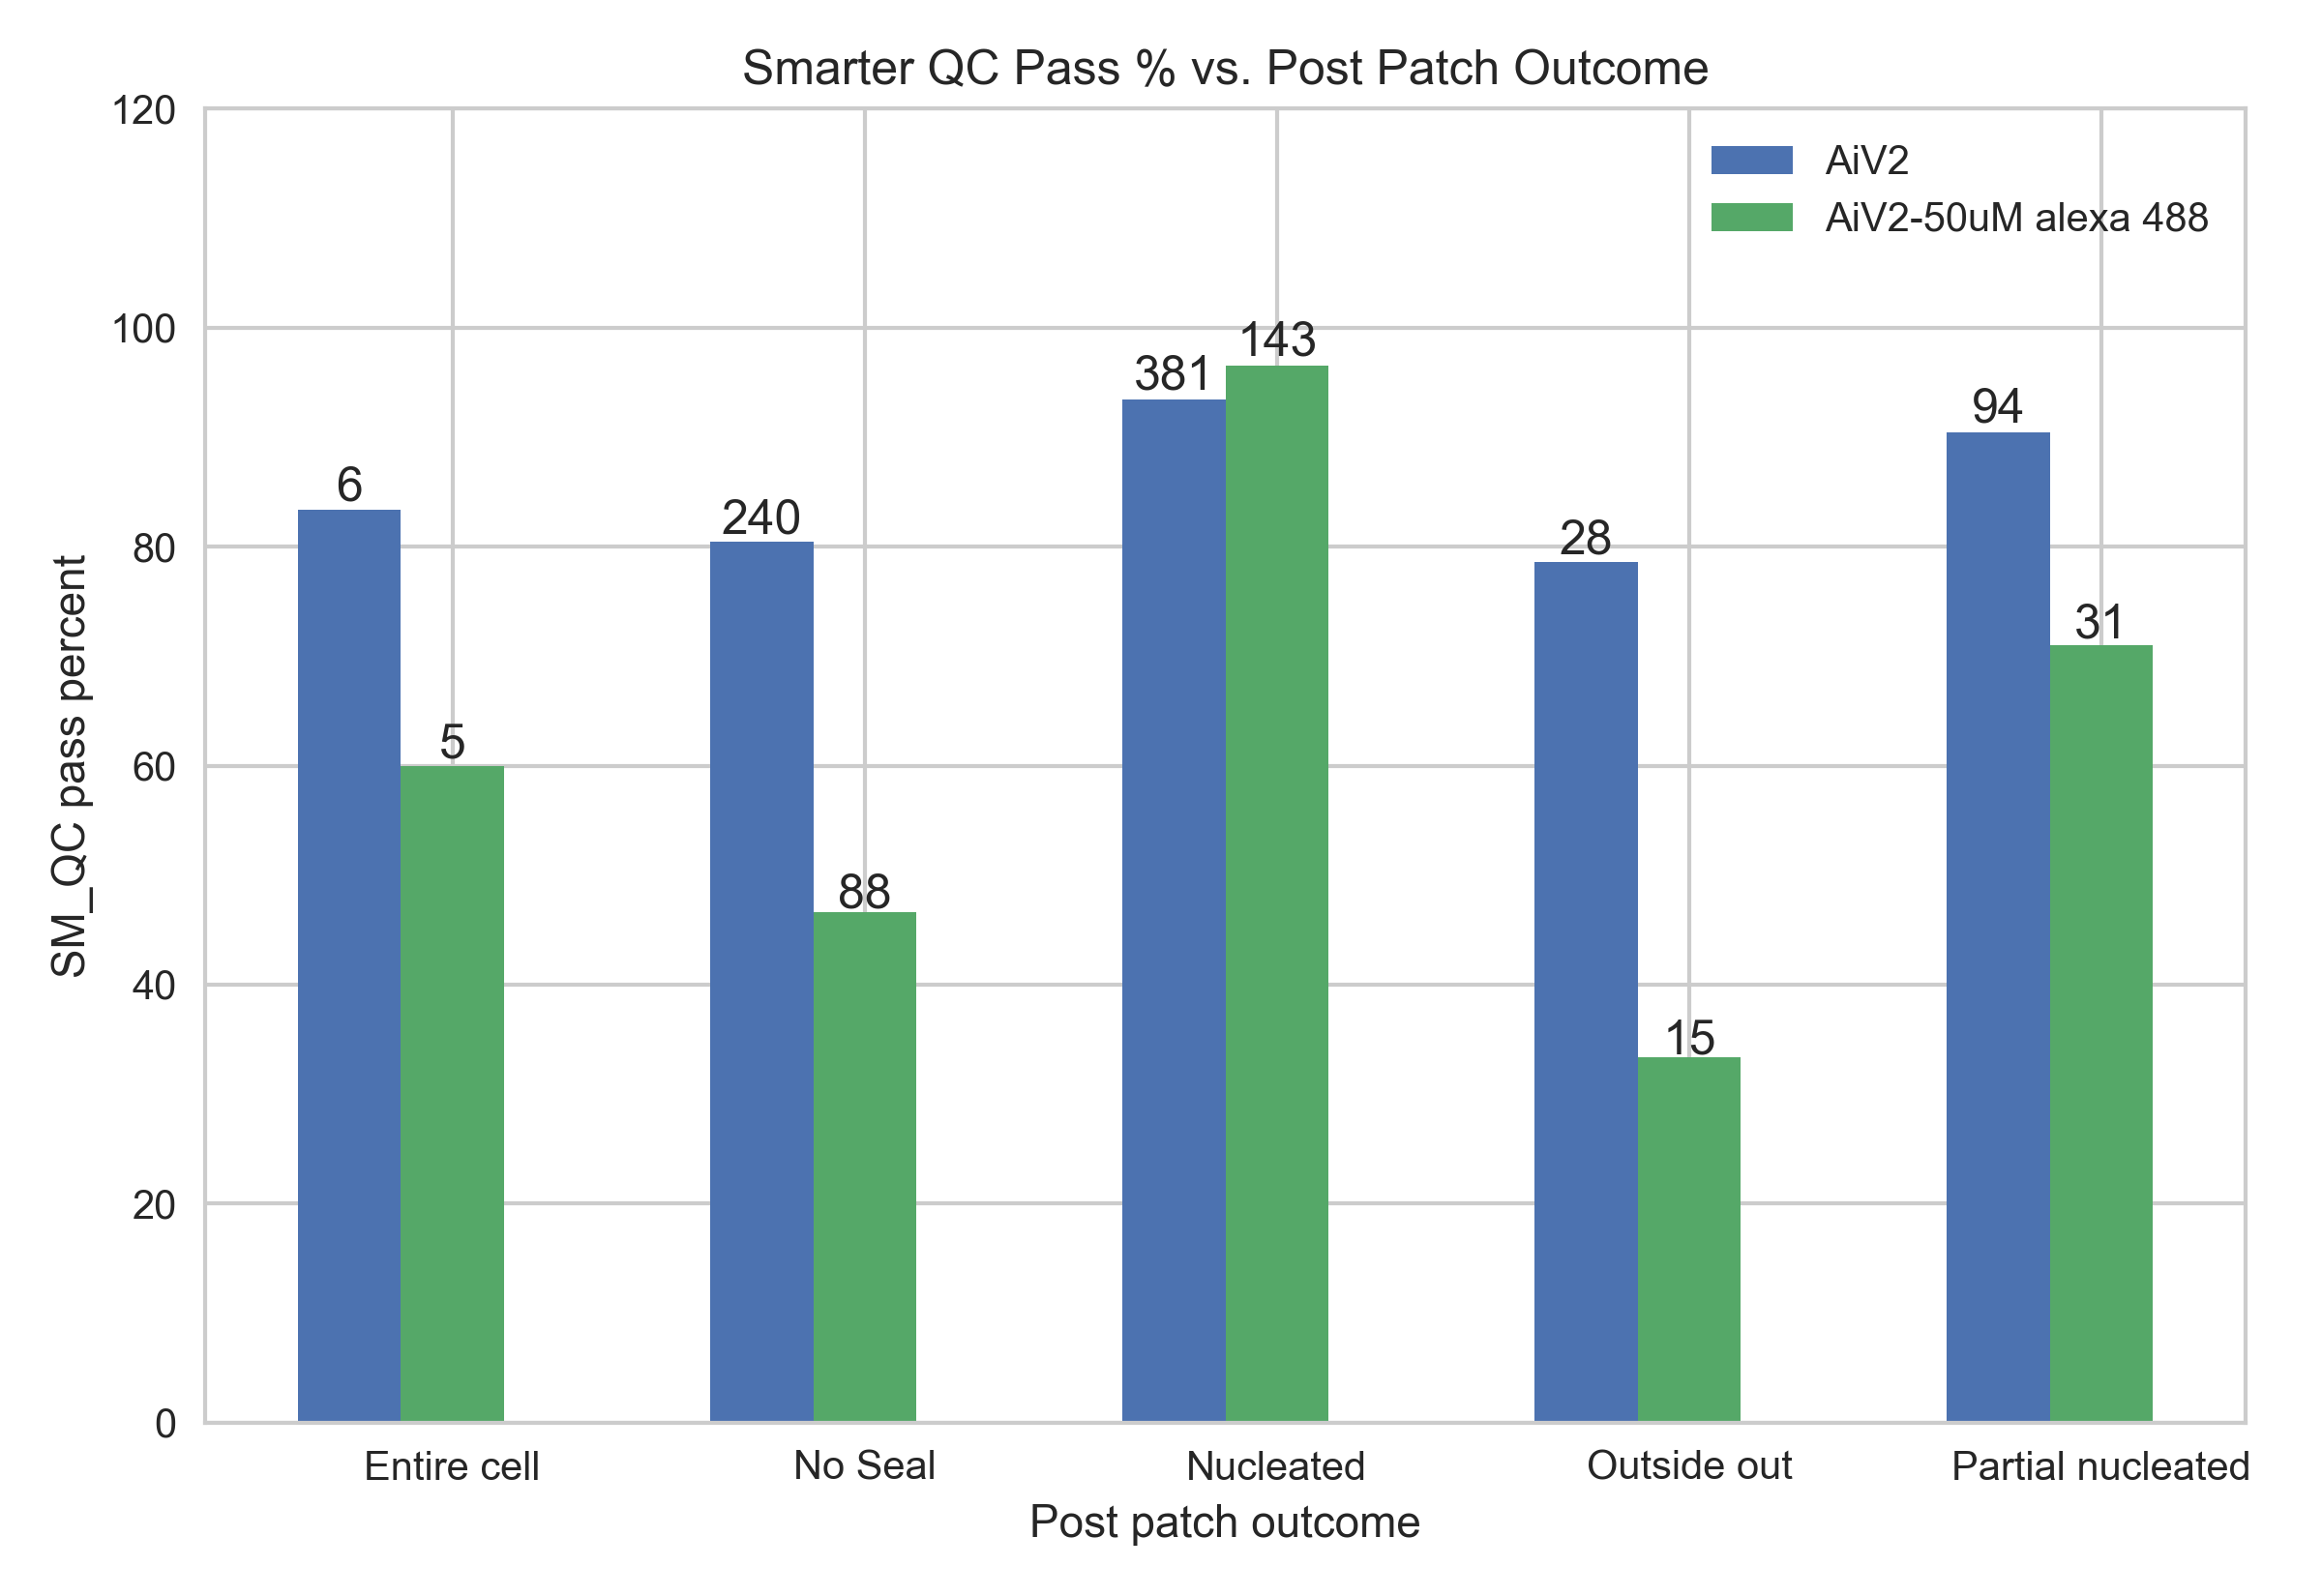 Smarter QC Pass % vs. Post Patch Outcome
120
100
80
60
40
20
0
SM_QC pass percent
AiV2
AiV2-50uM alexa 488
6
5
240
88
381
143
28
15
94
31
Entire cell
No Seal
Nucleated
Outside out
Partial nucleated
Post patch outcome